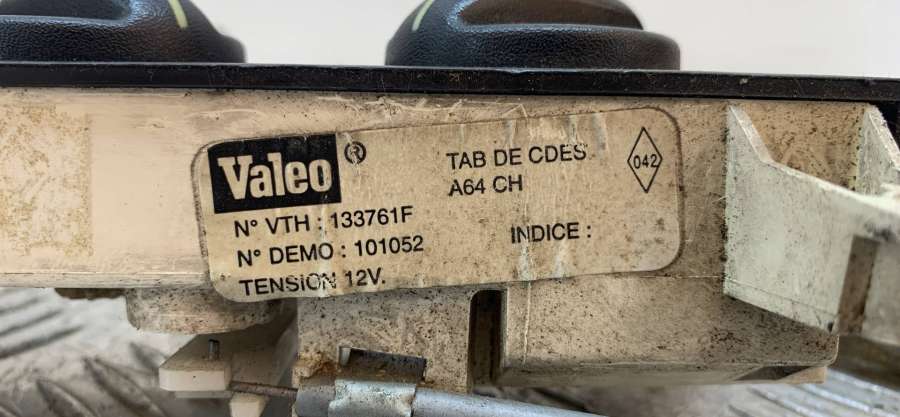 Valeo ®
TAB DE CDES
A64 CH
042
N° VTH : 133761F
N° DEMO : 101052
INDICE :
TENSION 12V.